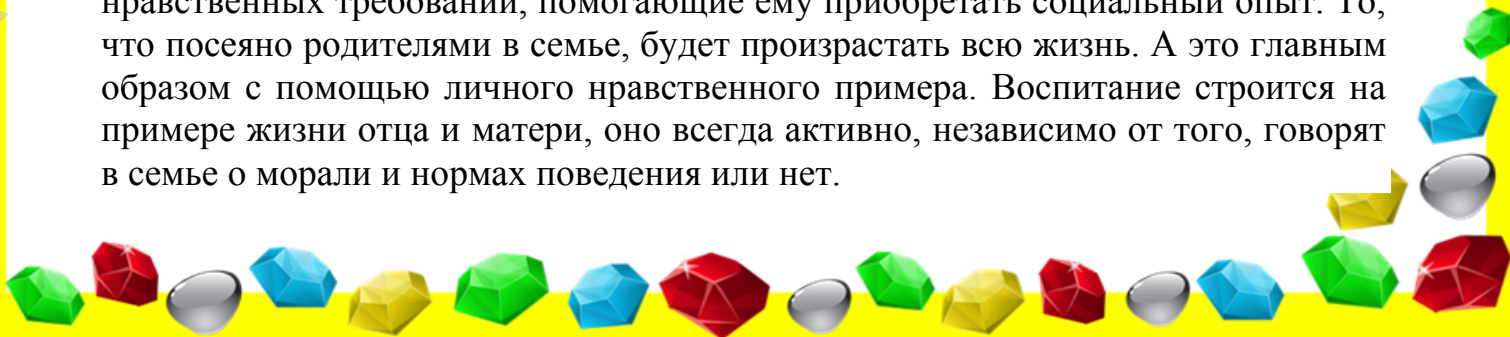 нравственных требований, помогающие ему приобретать социальный опыт. То,
что посеяно родителями в семье, будет произрастать всю жизнь. А это главным
образом с помощью личного нравственного примера. Воспитание строится на
примере жизни отца и матери, оно всегда активно, независимо от того, говорят
в семье о морали и нормах поведения или нет.